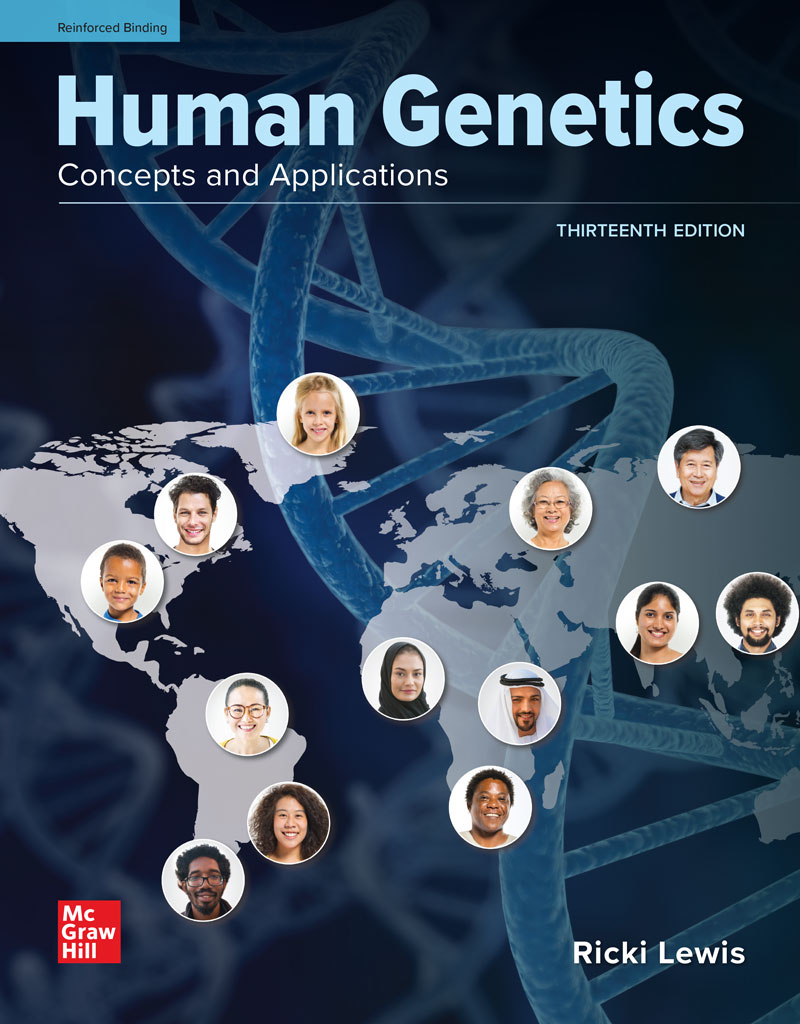 Reinforced Binding
Human Genetics
Concepts and Applications
THIRTEENTH EDITION
Mc
Graw
Hill
Ricki Lewis